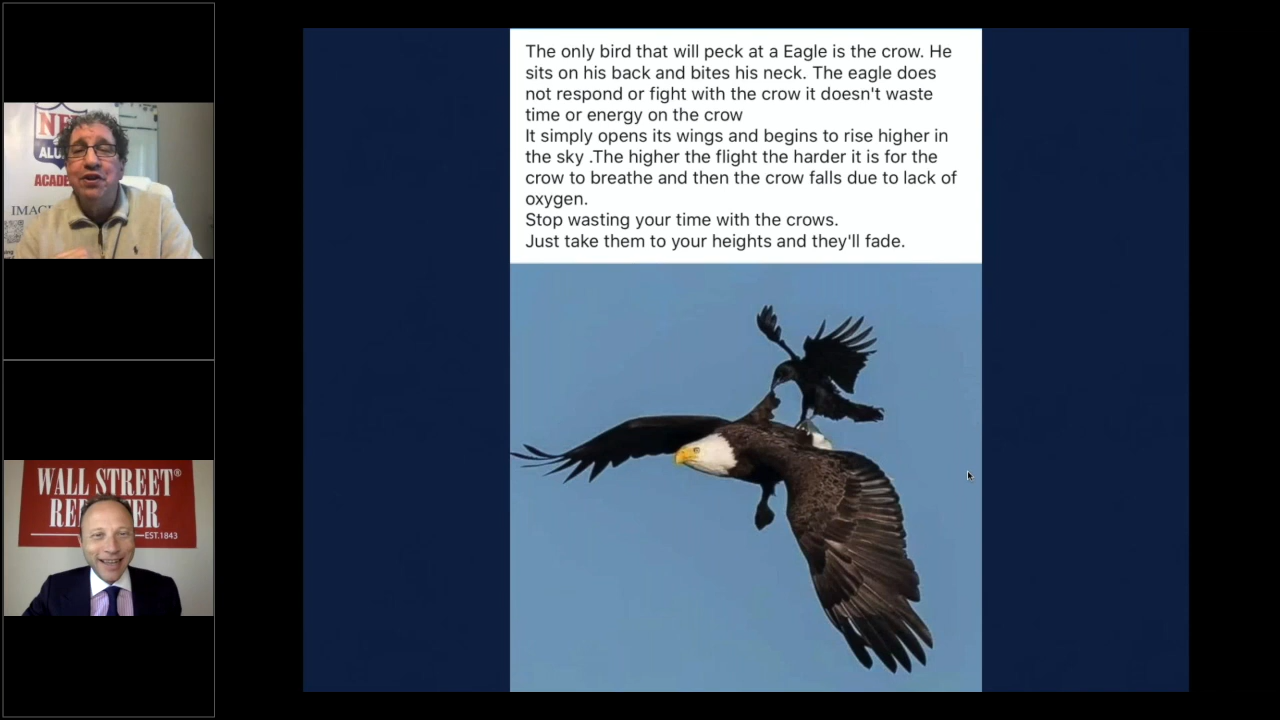 The only bird that will peck at a Eagle is the crow. He
sits on his back and bites his neck. The eagle does
not respond or fight with the crow it doesn't waste
time or energy on the crow
It simply opens its wings and begins to rise higher in
the sky .The higher the flight the harder it is for the
crow to breathe and then the crow falls due to lack of
oxygen.
Stop wasting your time with the crows.
Just take them to your heights and they'll fade.
ALU
ACADE
WALL STREET®
RE ER
EST.1843